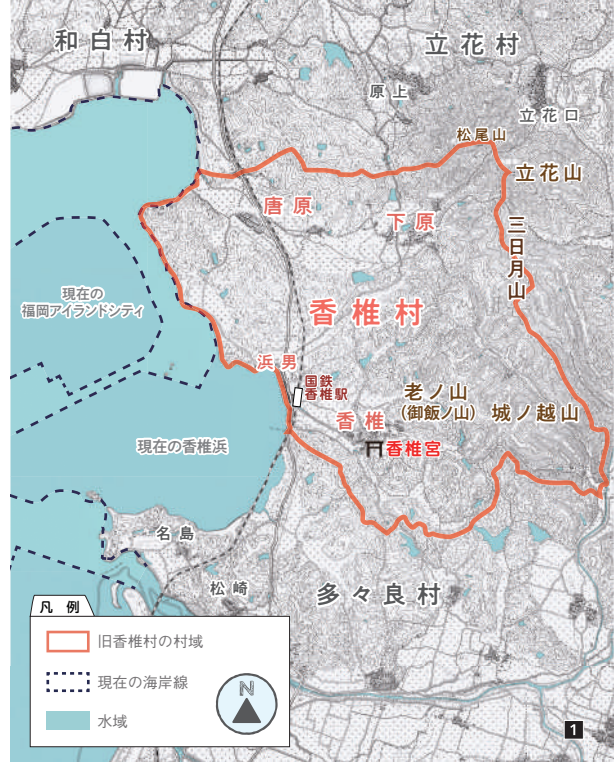 和白村
立花村
原上
立花口
松尾山
立花山
唐原
下原
三日月山
現在の
福岡アイランドシティ
香椎村
浜男
国鉄
香椎駅
老ノ山
(御飯ノ山)
城ノ越山
香椎
香椎宮
現在の香椎浜
名島
松崎
多々良村
凡例
旧香椎村の村域
現在の海岸線
水域
N
1